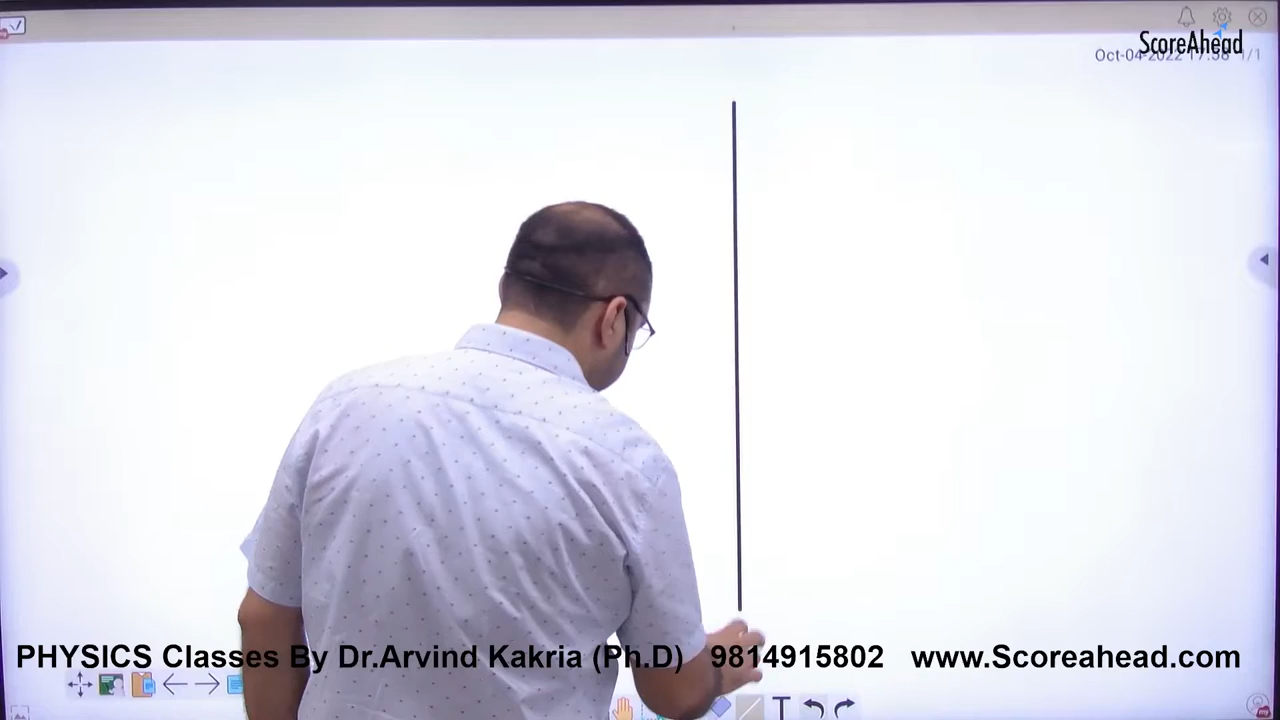 ScoreAhead
Oct-04-2022 17:58 1/1
PHYSICS Classes By Dr.Arvind Kakria (Ph.D) 9814915802 www.Scoreahead.com
T